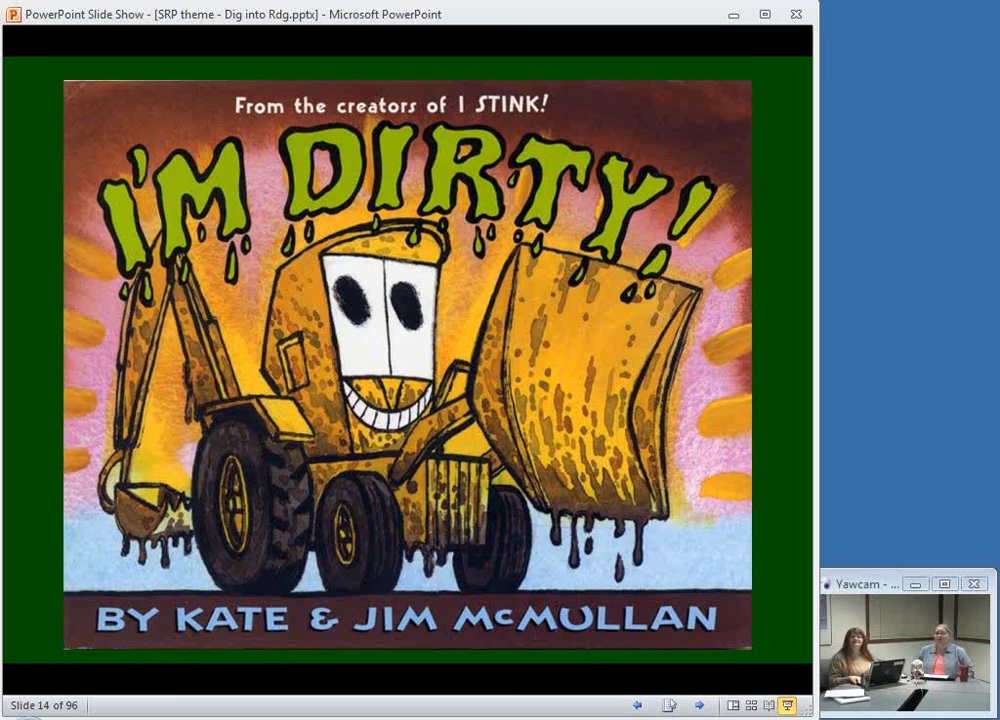 PowerPoint Slide Show - [SRP theme - Dig into Rdg.pptx] - Microsoft PowerPoint
From the creators of I STINK!
I'M DIRTY!
BY KATE & JIM McMULLAN
Yawcam - ...
Slide 14 of 96